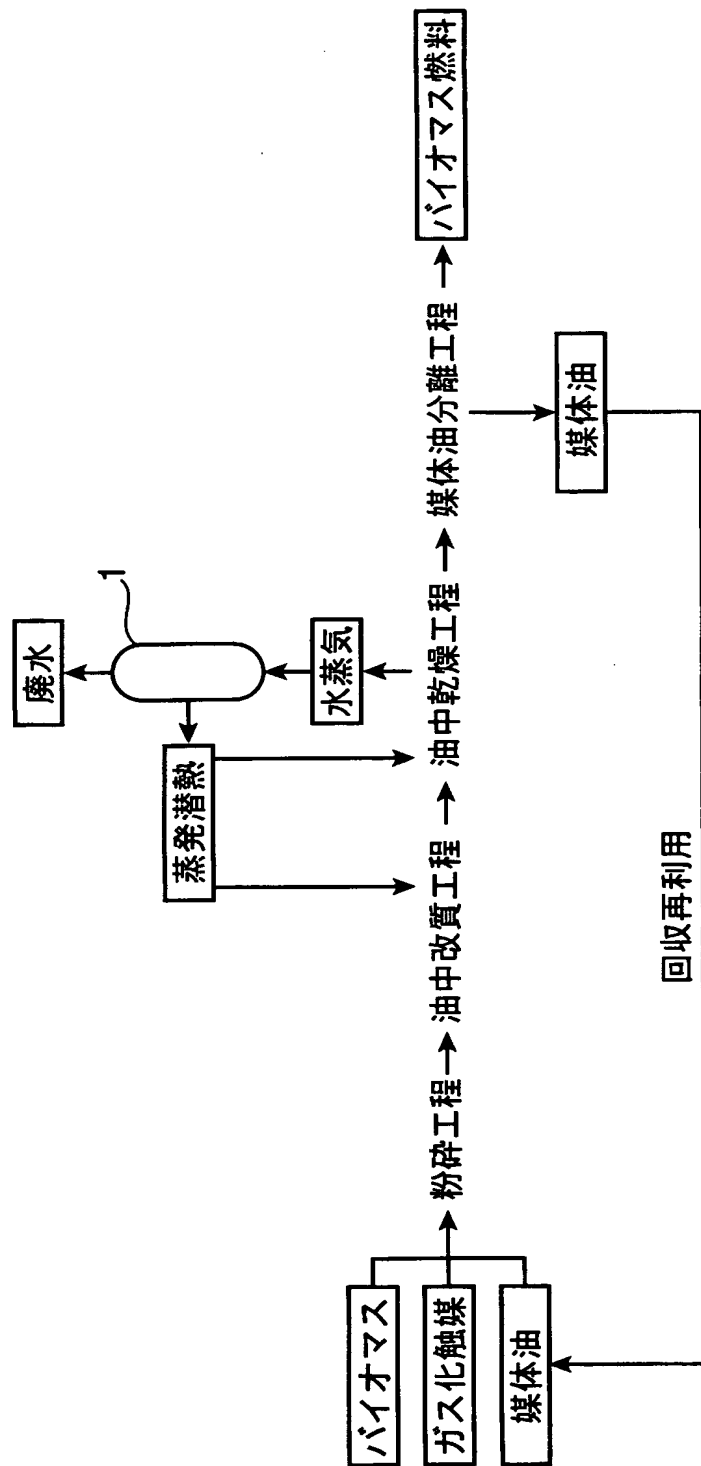 廃水
1
蒸発潜熱
水蒸気
バイオマス
ガス化触媒
媒体油
粉砕工程
油中改質工程
油中乾燥工程
媒体油分離工程
バイオマス燃料
媒体油
回収再利用